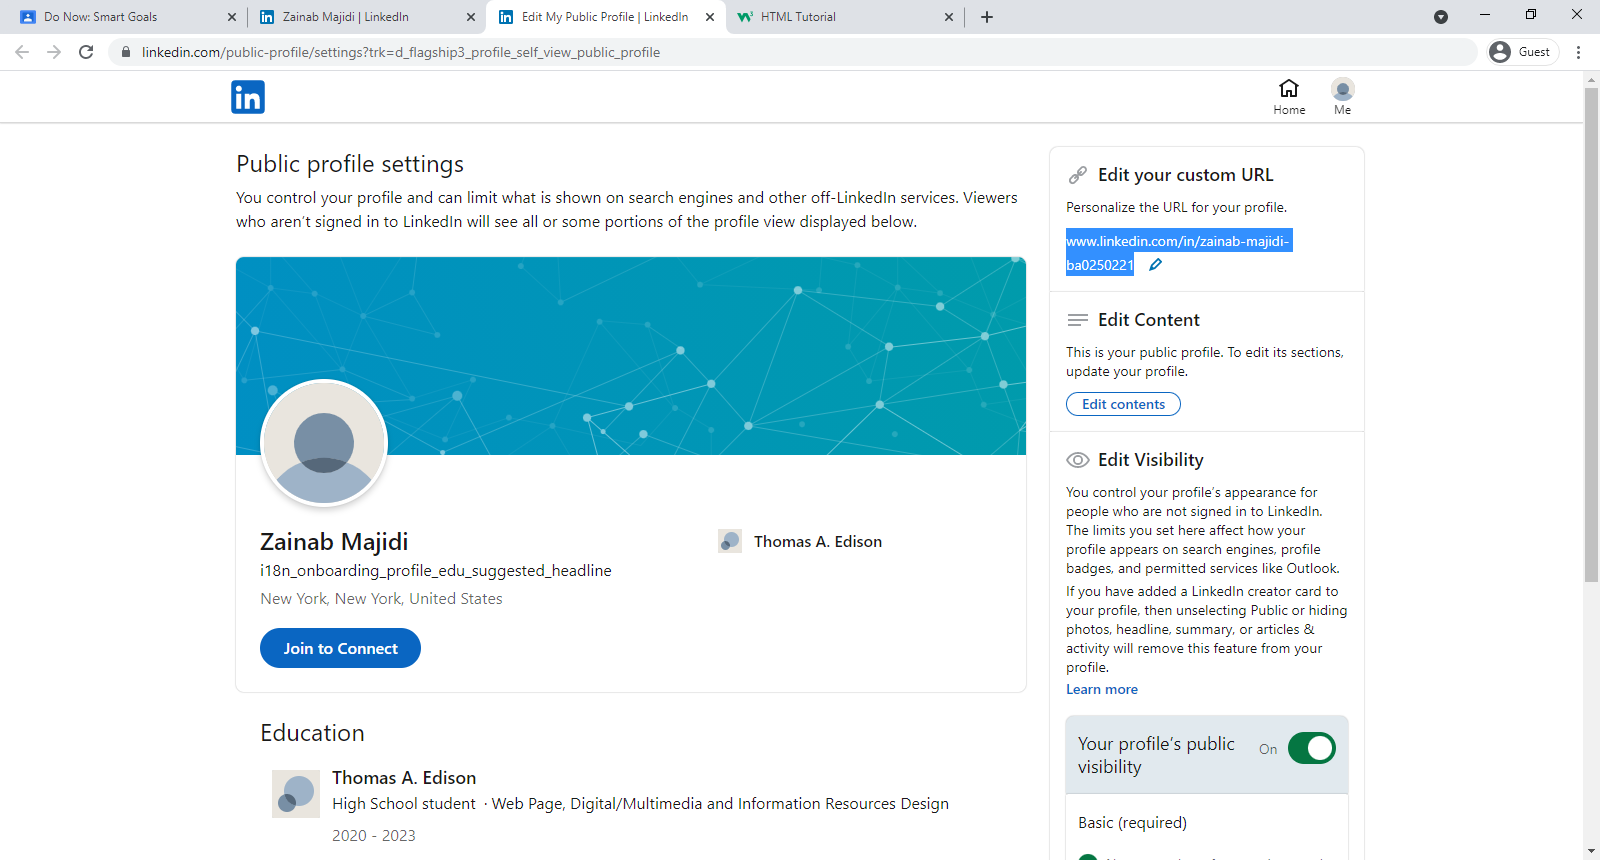 Do Now: Smart Goals
Zainab Majidi | LinkedIn
Edit My Public Profile | LinkedIn
HTML Tutorial
linkedin.com/public-profile/settings?trk=d_flagship3_profile_self_view_public_profile
Guest
in
Home
Me
Public profile settings
You control your profile and can limit what is shown on search engines and other off-LinkedIn services. Viewers
who aren't signed in to LinkedIn will see all or some portions of the profile view displayed below.
Zainab Majidi
i18n_onboarding_profile_edu_suggested_headline
New York, New York, United States
Thomas A. Edison
Join to Connect
Education
Thomas A. Edison
High School student · Web Page, Digital/Multimedia and Information Resources Design
2020 - 2023
Edit your custom URL
Personalize the URL for your profile.
www.linkedin.com/in/zainab-majidi-
ba0250221
Edit Content
This is your public profile. To edit its sections,
update your profile.
Edit contents
Edit Visibility
You control your profile's appearance for
people who are not signed in to LinkedIn.
The limits you set here affect how your
profile appears on search engines, profile
badges, and permitted services like Outlook.
If you have added a LinkedIn creator card to
your profile, then unselecting Public or hiding
photos, headline, summary, or articles &
activity will remove this feature from your
profile.
Learn more
Your profile's public
visibility
On
Basic (required)